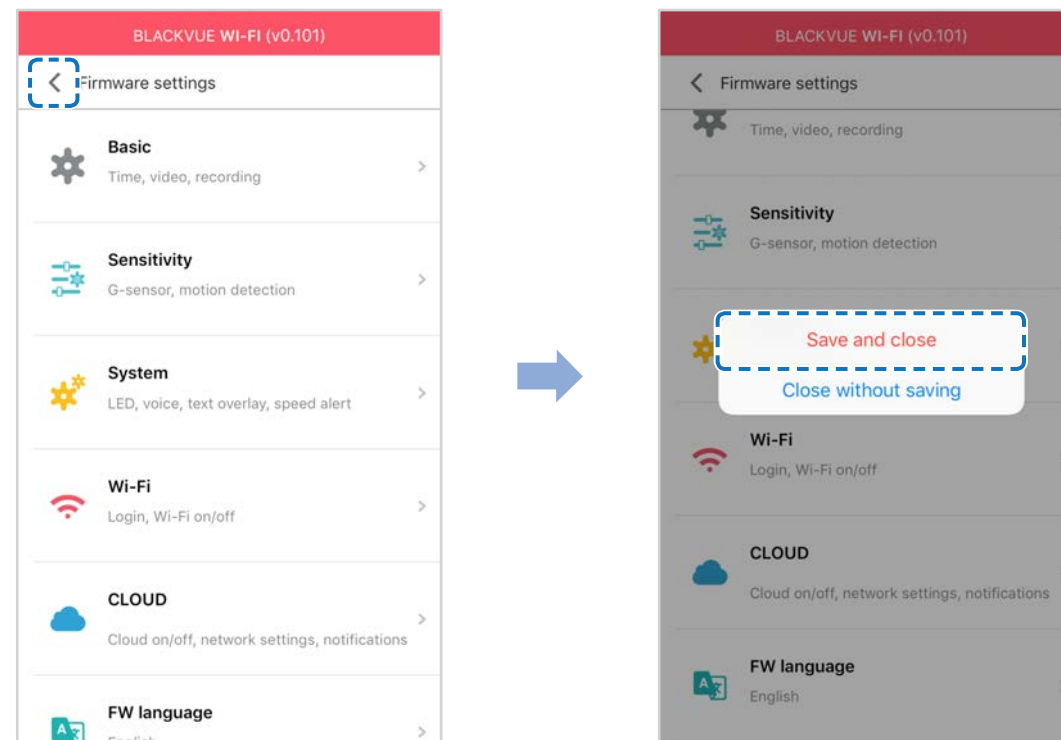 BLACKVUE WI-FI (v0.101)
Firmware settings
Basic
Time, video, recording
Sensitivity
G-sensor, motion detection
System
LED, voice, text overlay, speed alert
Wi-Fi
Login, Wi-Fi on/off
CLOUD
Cloud on/off, network settings, notifications
FW language
English
BLACKVUE WI-FI (v0.101)
Firmware settings
Time, video, recording
Sensitivity
G-sensor, motion detection
Save and close
Close without saving
Wi-Fi
Login, Wi-Fi on/off
CLOUD
Cloud on/off, network settings, notifications
FW language
English